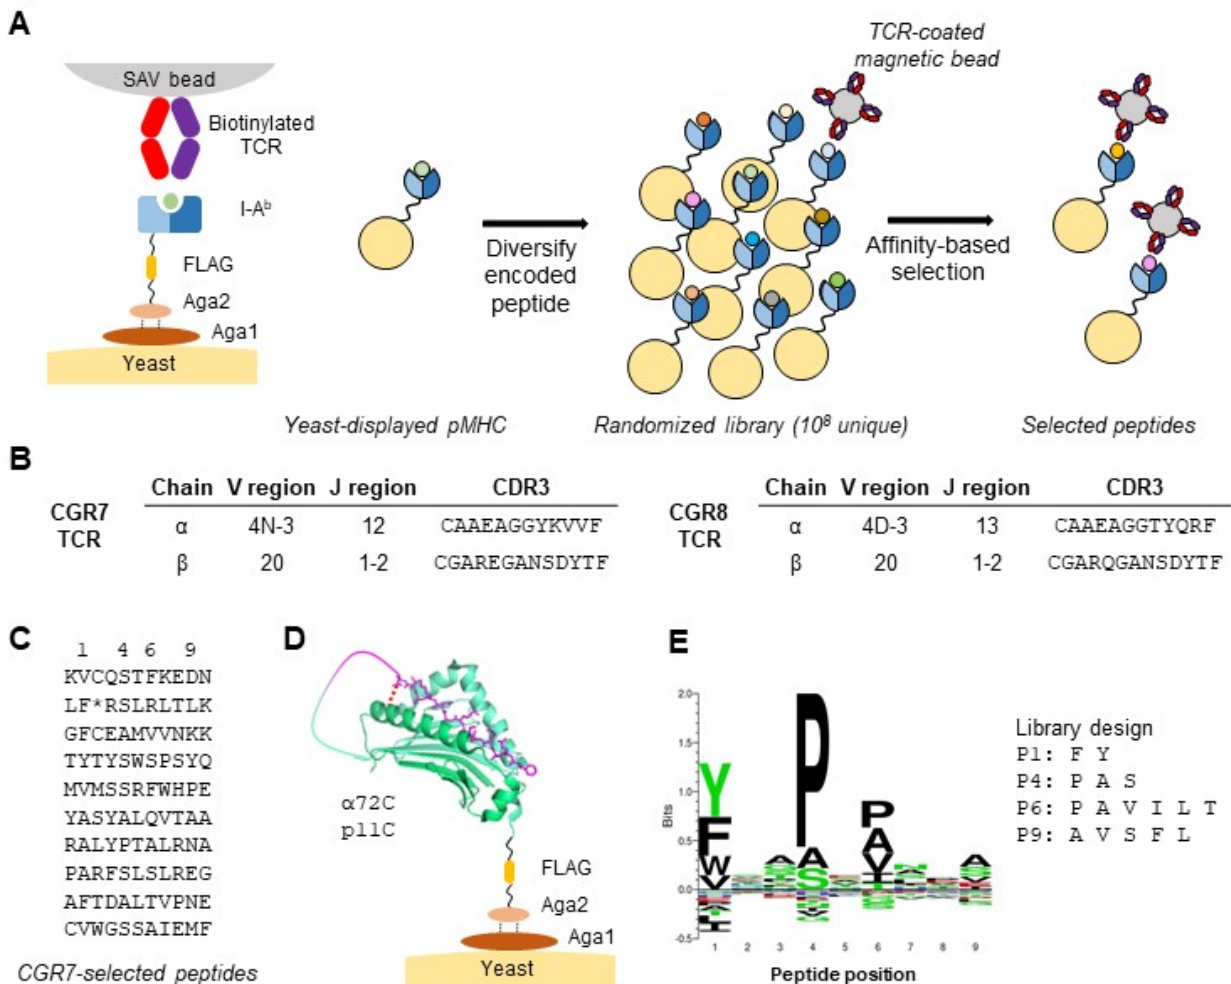 A
SAV bead
Biotinylated
TCR
I-Aᵇ
FLAG
Aga2
Aga1
Yeast
Yeast-displayed pMHC
Diversify
encoded
peptide
TCR-coated
magnetic bead
Randomized library (10⁸ unique)
Affinity-based
selection
Selected peptides
B
CGR7
TCR
Chain V region J region CDR3
α 4N-3 12 CAAEAGGYKVVF
β 20 1-2 CGAREGANSDYTF
CGR8
TCR
Chain V region J region CDR3
α 4D-3 13 CAAEAGGTYQRF
β 20 1-2 CGARQGANSDYTF
C
1 4 6 9
KVCQSTFKEDN
LF*RSLRLTLK
GFCEAMVVNKK
TYTYSWSPSYQ
MVMSSRFWHPE
YASYALQVTAA
RALYPTALRNA
PARFSLSLREG
AFTDALTVPNE
CVWGSSAIEMF
CGR7-selected peptides
D
α72C
p11C
FLAG
Aga2
Aga1
Yeast
E
2.0
1.5
1.0
0.5
0.0
-0.5
Bits
Y
F
W
V
A
P
A
S
P
A
V
I
A
1 2 3 4 5 6 7 8 9
Peptide position
Library design
P1: F Y
P4: P A S
P6: P A V I L T
P9: A V S F L